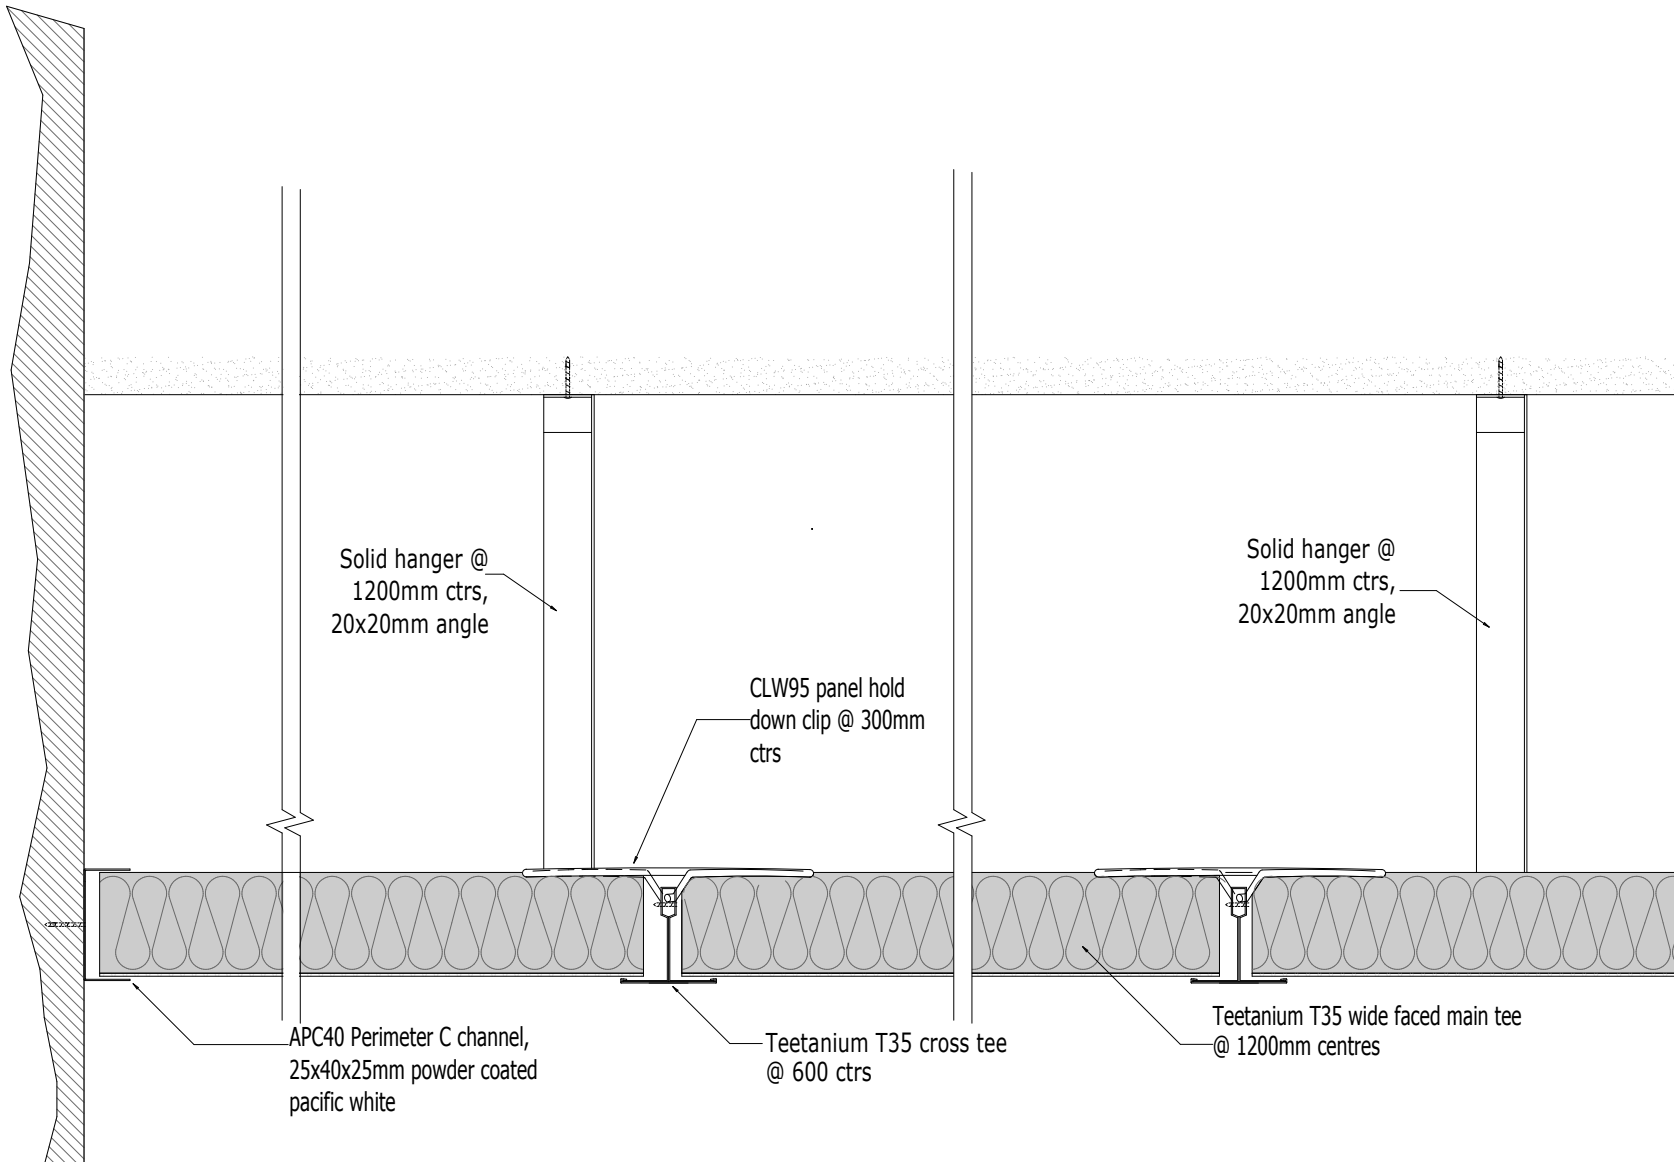 Solid hanger @
1200mm ctrs,
20x20mm angle
Solid hanger @
1200mm ctrs,
20x20mm angle
CLW95 panel hold
down clip @ 300mm
ctrs
APC40 Perimeter C channel,
25x40x25mm powder coated
pacific white
Teetanium T35 cross tee
@ 600 ctrs
Teetanium T35 wide faced main tee
@ 1200mm centres